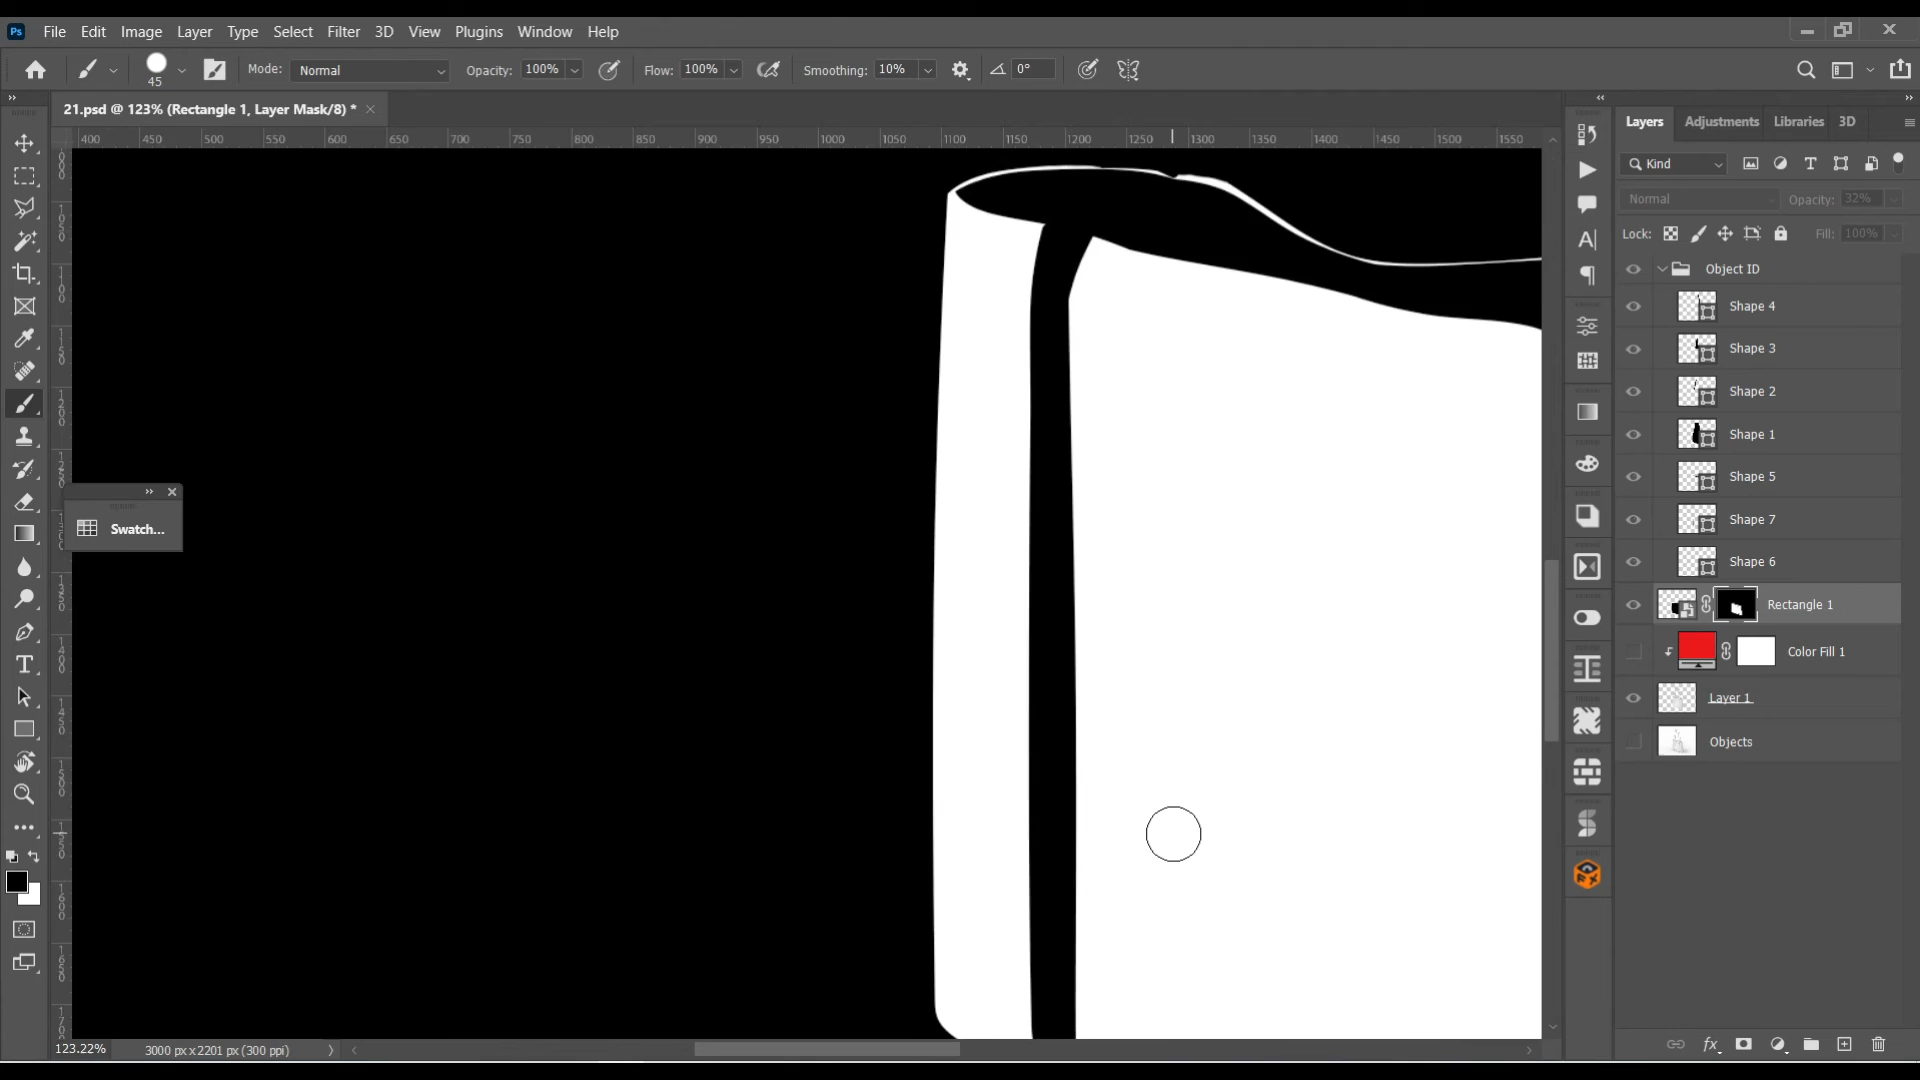 Ps File Edit Image Layer Type Select Filter 3D View Plugins Window Help
45 Mode: Normal Opacity: 100% Flow: 100% Smoothing: 10% 0°
21.psd @ 123% (Rectangle 1, Layer Mask/8) *
400 450 500 550 600 650 700 750 800 850 900 950 1000 1050 1100 1150 1200 1250 1300 1350 1400 1450 1500 1550
Swatch...
Layers Adjustments Libraries 3D
Kind
Normal Opacity: 32%
Lock: Fill: 100%
Object ID
Shape 4
Shape 3
Shape 2
Shape 1
Shape 5
Shape 7
Shape 6
Rectangle 1
Color Fill 1
Layer 1
Objects
fx
123.22% 3000 px x 2201 px (300 ppi)